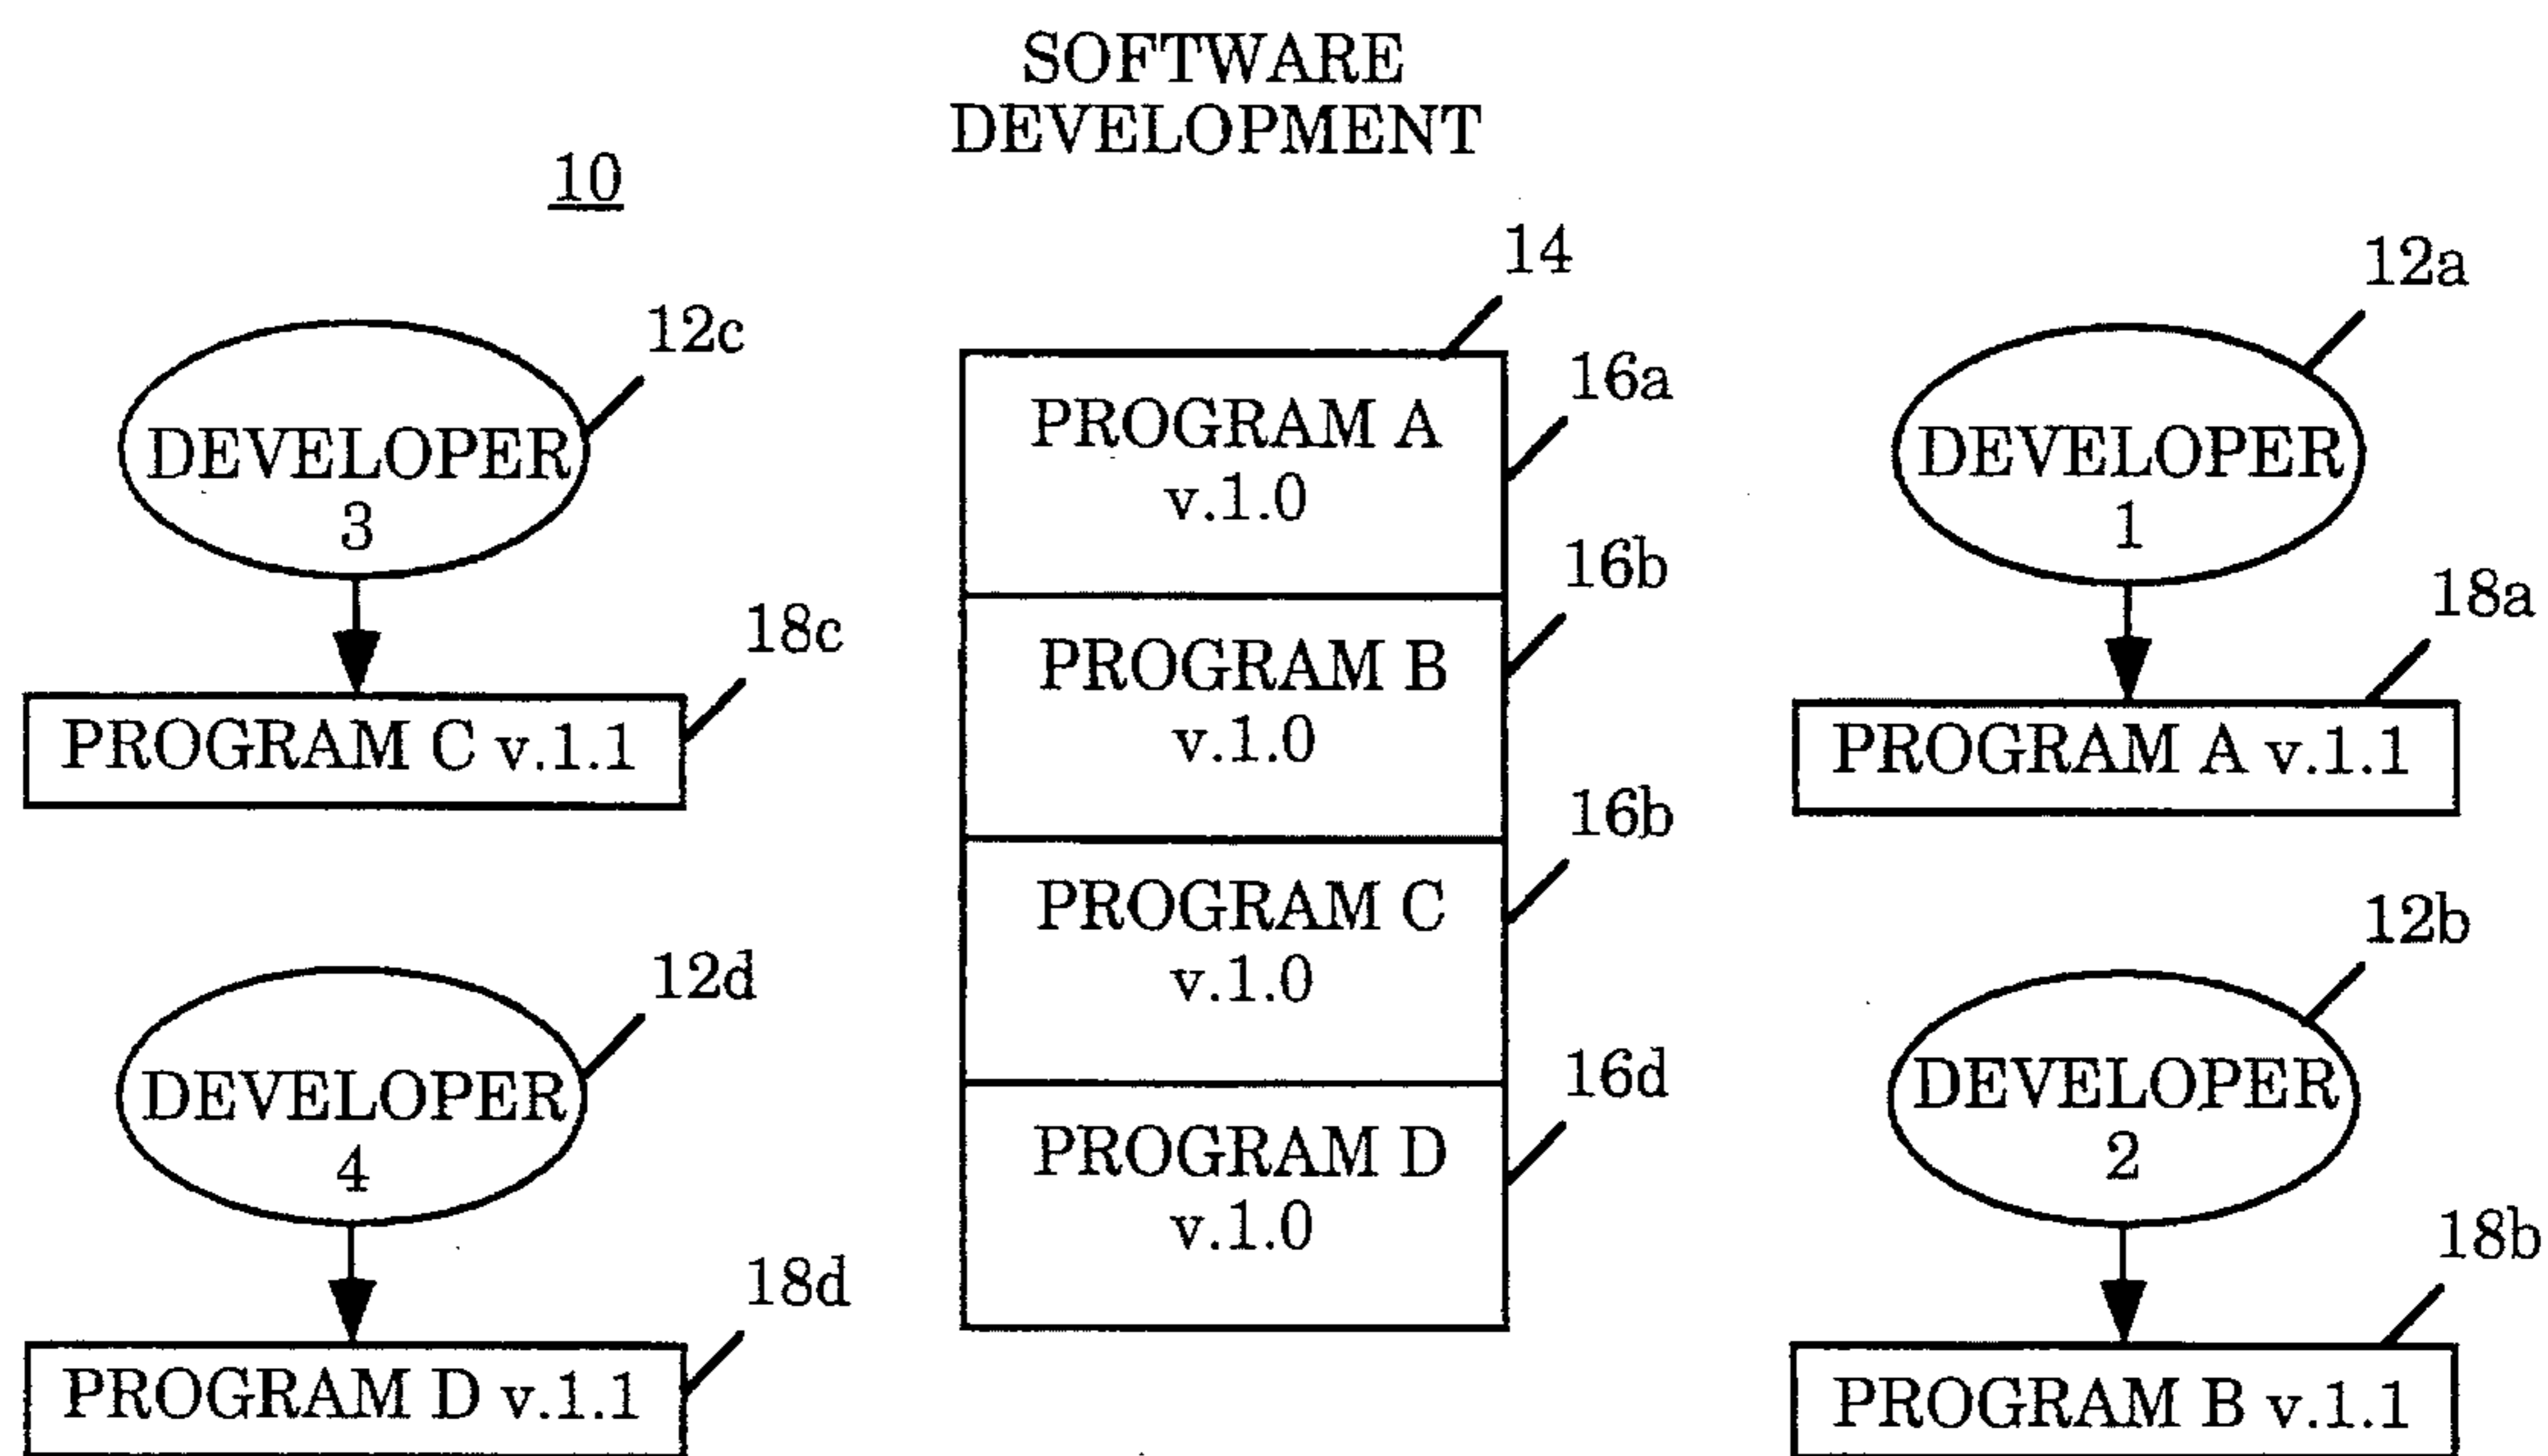 SOFTWARE
DEVELOPMENT
10
14
12a
12c
16a
DEVELOPER
3
PROGRAM A
v.1.0
DEVELOPER
1
16b
18c
18a
PROGRAM B
v.1.0
PROGRAM C v.1.1
PROGRAM A v.1.1
16b
12d
PROGRAM C
v.1.0
12b
DEVELOPER
4
16d
DEVELOPER
2
PROGRAM D
v.1.0
18d
18b
PROGRAM D v.1.1
PROGRAM B v.1.1